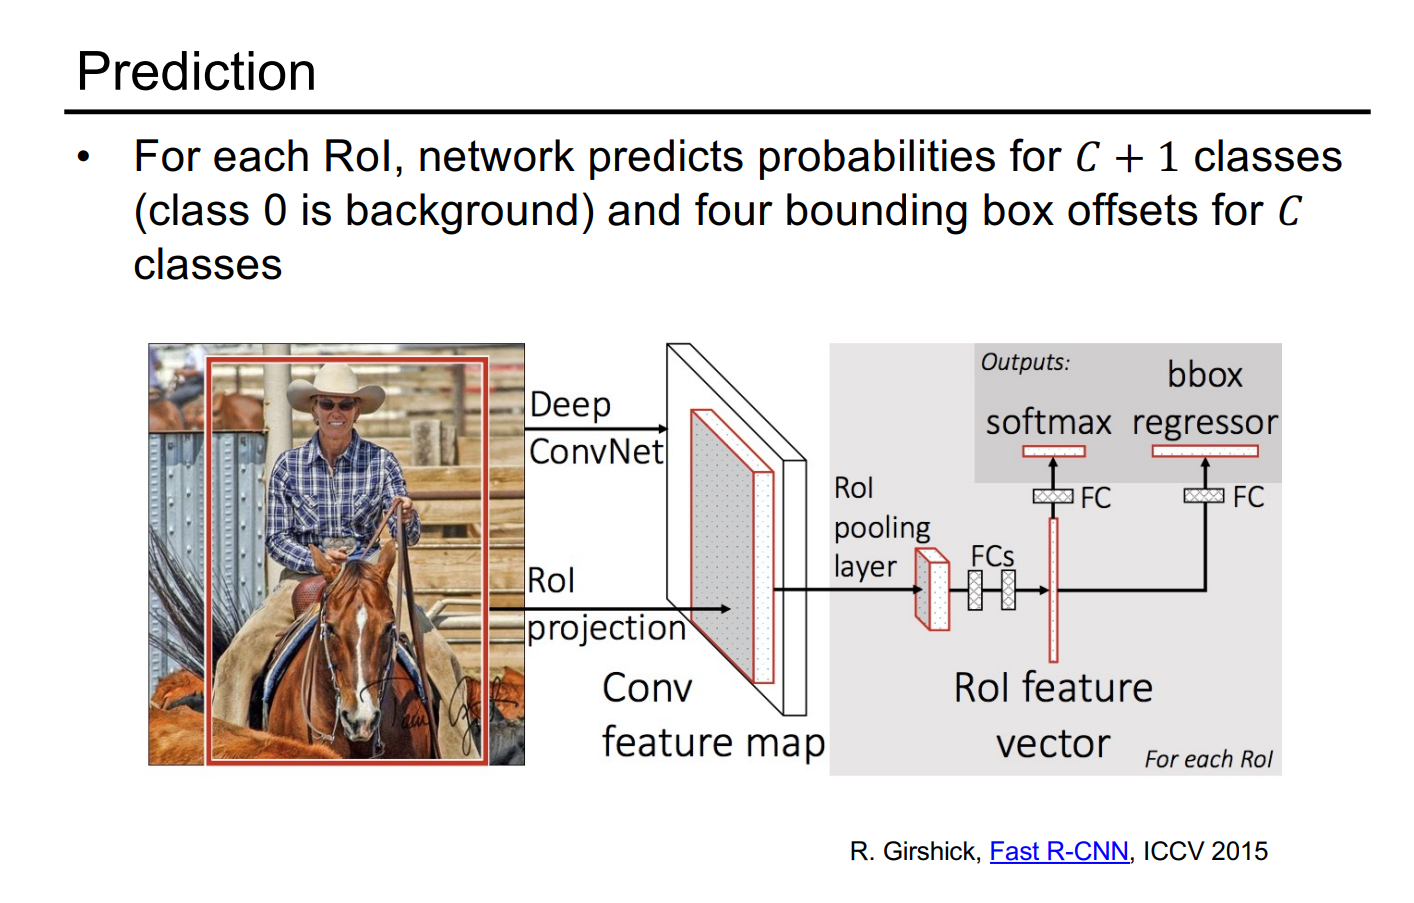 Prediction
• For each RoI, network predicts probabilities for C + 1 classes
(class 0 is background) and four bounding box offsets for C
classes
Deep
ConvNet
RoI
projection
Conv
feature map
RoI
pooling
layer
FCs
RoI feature
vector
For each RoI
Outputs:
softmax
bbox
regressor
FC
FC
R. Girshick, Fast R-CNN, ICCV 2015